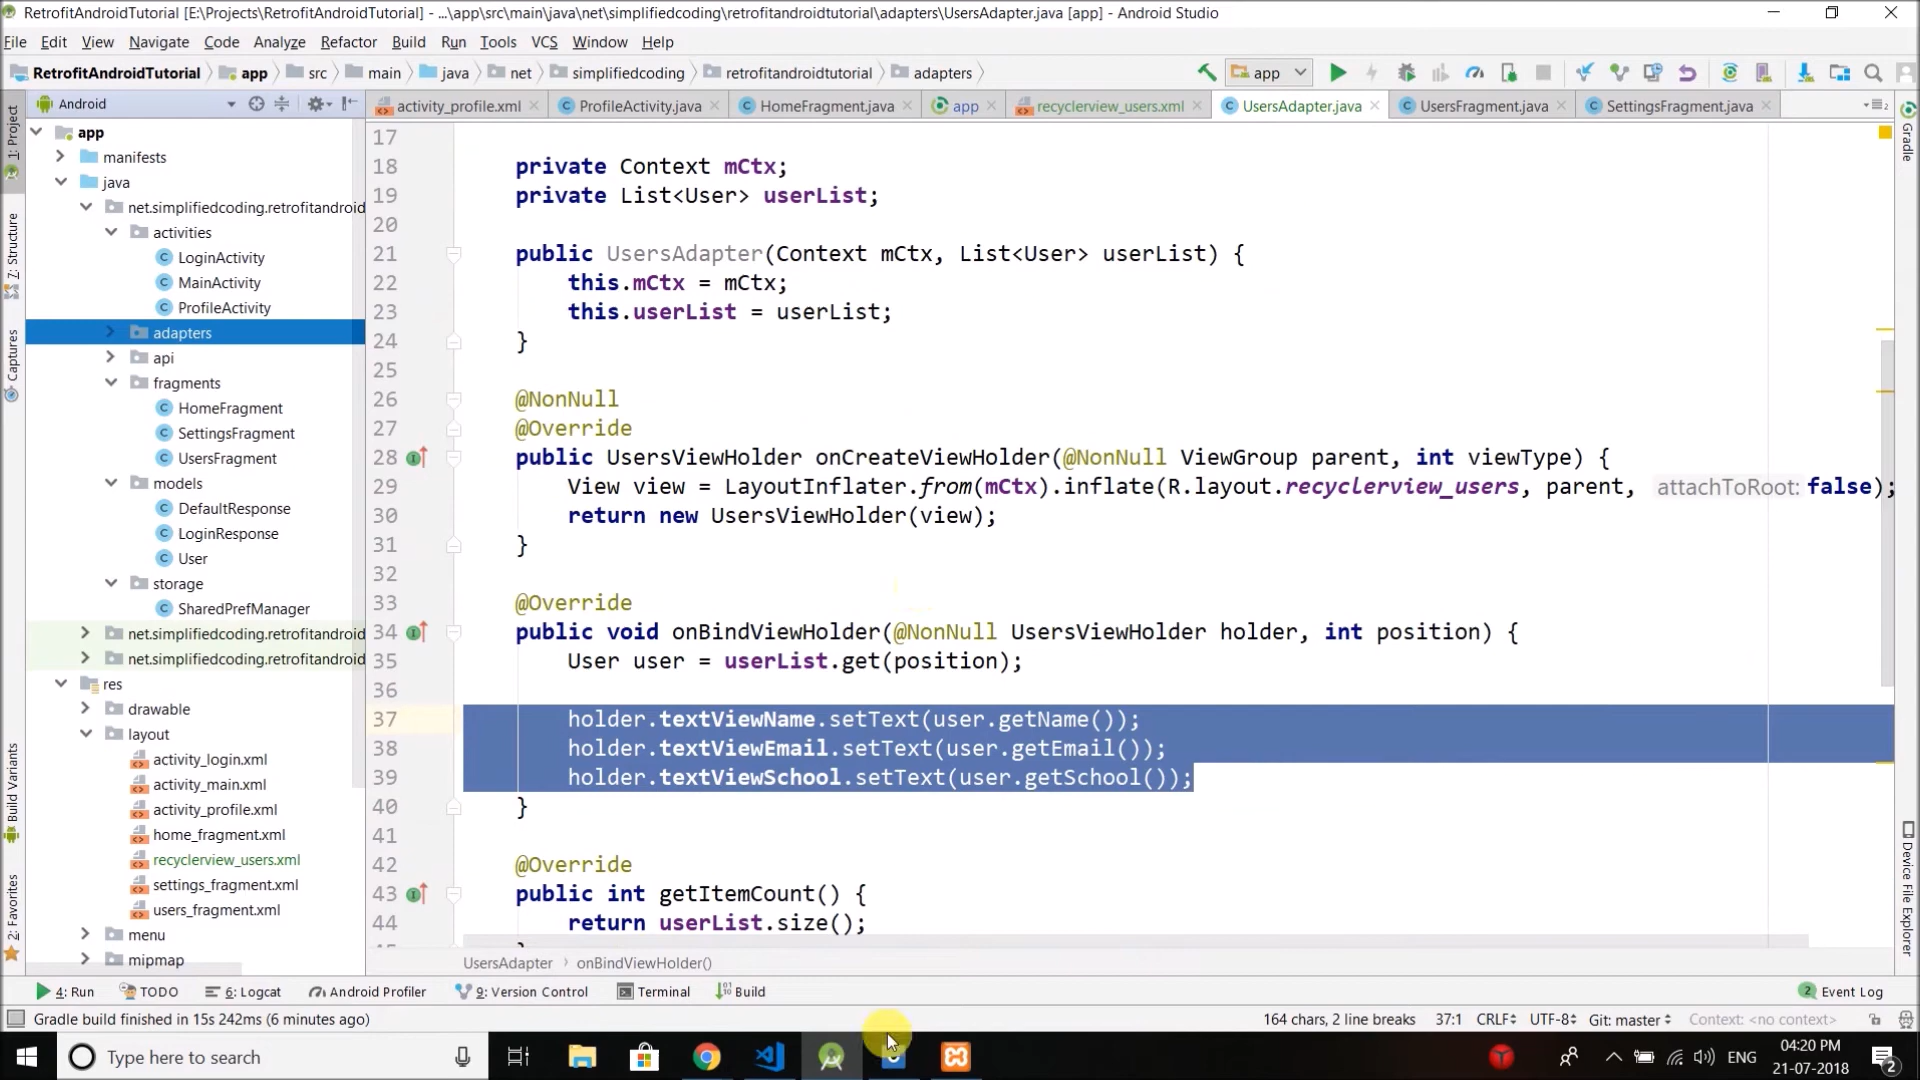 RetrofitAndroidTutorial [E:\Projects\RetrofitAndroidTutorial] - ...\app\src\main\java\net\simplifiedcoding\retrofitandroidtutorial\adapters\UsersAdapter.java [app] - Android Studio
File Edit View Navigate Code Analyze Refactor Build Run Tools VCS Window Help
RetrofitAndroidTutorial app src main java net simplifiedcoding retrofitandroidtutorial adapters app
Android activity_profile.xml ProfileActivity.java HomeFragment.java app recyclerview_users.xml UsersAdapter.java UsersFragment.java SettingsFragment.java
1: Project
7: Structure
Captures
Build Variants
2: Favorites
app
manifests
java
net.simplifiedcoding.retrofitandroid
activities
LoginActivity
MainActivity
ProfileActivity
adapters
api
fragments
HomeFragment
SettingsFragment
UsersFragment
models
DefaultResponse
LoginResponse
User
storage
SharedPrefManager
net.simplifiedcoding.retrofitandroid
net.simplifiedcoding.retrofitandroid
res
drawable
layout
activity_login.xml
activity_main.xml
activity_profile.xml
home_fragment.xml
recyclerview_users.xml
settings_fragment.xml
users_fragment.xml
menu
mipmap
17
18 private Context mCtx;
19 private List<User> userList;
20
21 public UsersAdapter(Context mCtx, List<User> userList) {
22 this.mCtx = mCtx;
23 this.userList = userList;
24 }
25
26 @NonNull
27 @Override
28 public UsersViewHolder onCreateViewHolder(@NonNull ViewGroup parent, int viewType) {
29 View view = LayoutInflater.from(mCtx).inflate(R.layout.recyclerview_users, parent, attachToRoot: false);
30 return new UsersViewHolder(view);
31 }
32
33 @Override
34 public void onBindViewHolder(@NonNull UsersViewHolder holder, int position) {
35 User user = userList.get(position);
36
37 holder.textViewName.setText(user.getName());
38 holder.textViewEmail.setText(user.getEmail());
39 holder.textViewSchool.setText(user.getSchool());
40 }
41
42 @Override
43 public int getItemCount() {
44 return userList.size();
UsersAdapter onBindViewHolder()
Gradle
Device File Explorer
4: Run TODO 6: Logcat Android Profiler 9: Version Control Terminal Build 2 Event Log
Gradle build finished in 15s 242ms (6 minutes ago) 164 chars, 2 line breaks 37:1 CRLF UTF-8 Git: master Context: <no context>
Type here to search ENG 04:20 PM
21-07-2018 2